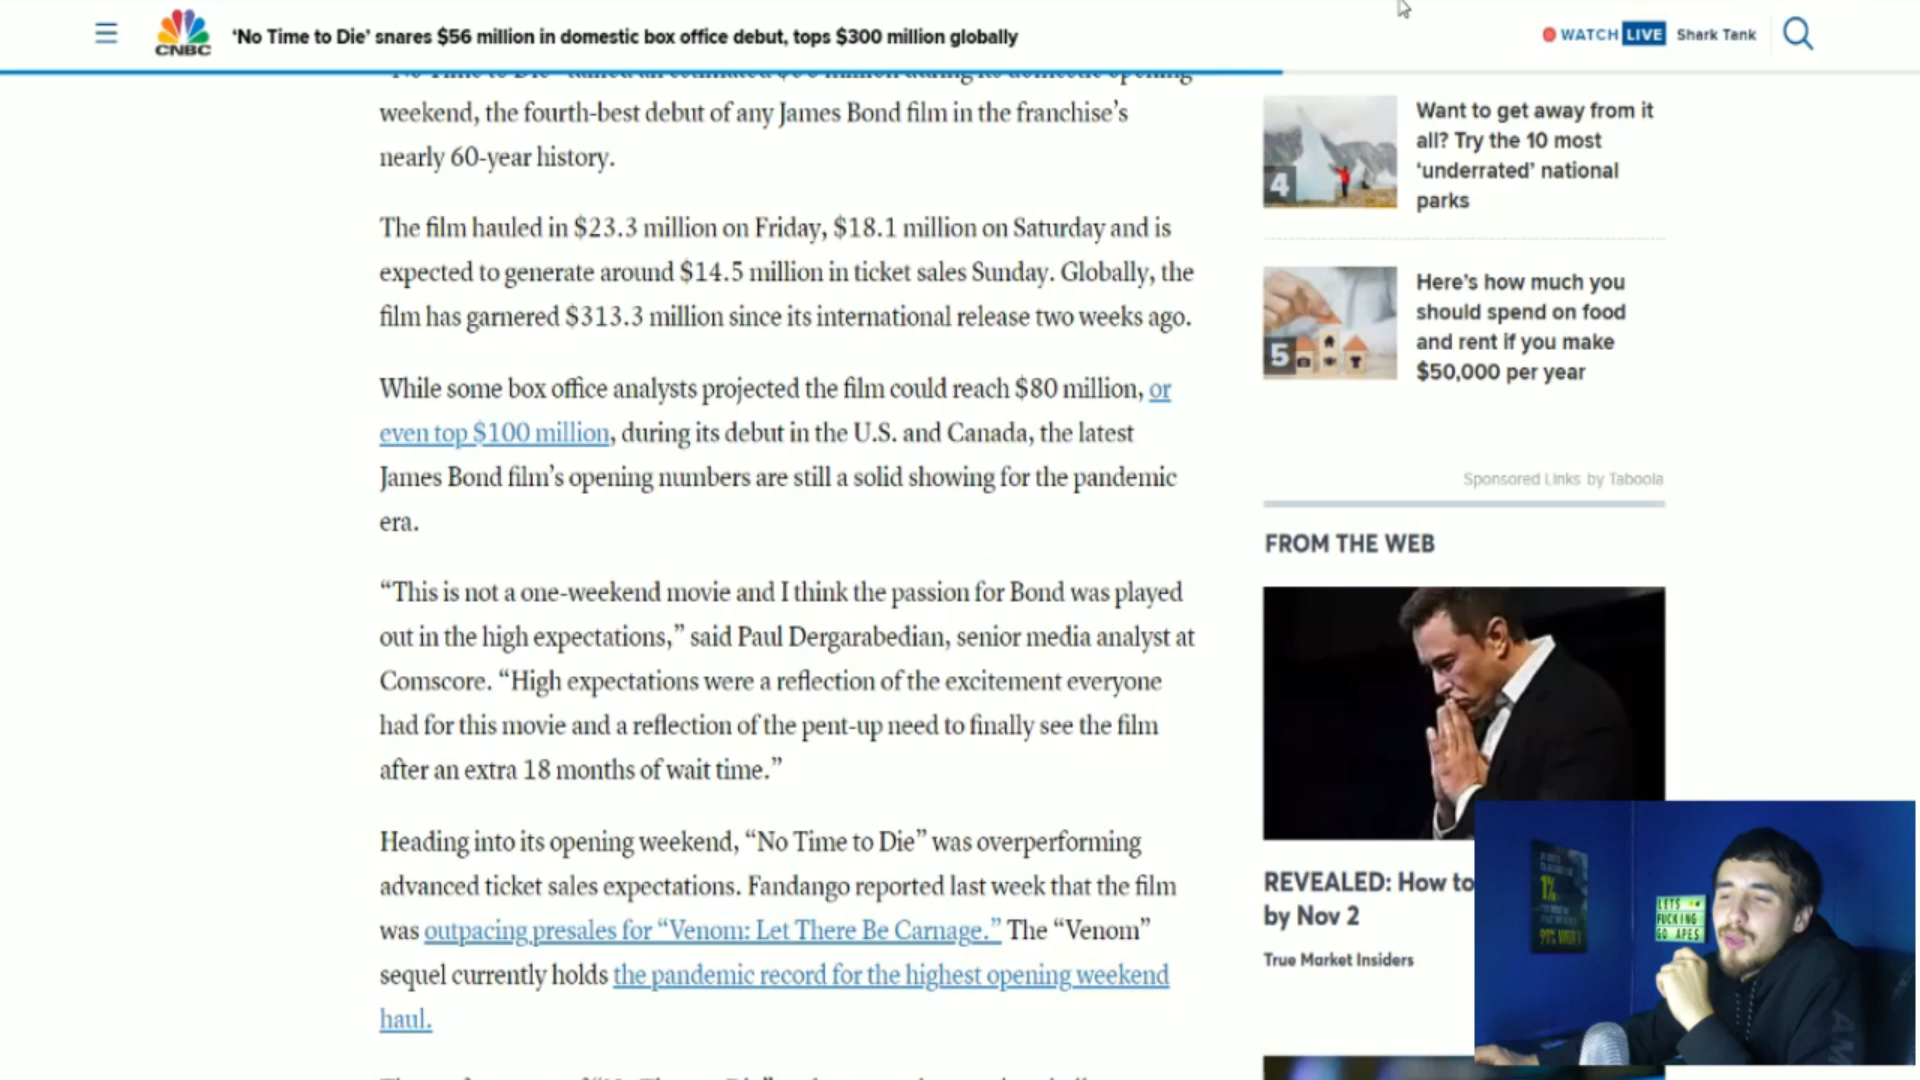 CNBC
‘No Time to Die’ snares $56 million in domestic box office debut, tops $300 million globally
WATCH LIVE Shark Tank
weekend, the fourth-best debut of any James Bond film in the franchise’s
nearly 60-year history.
The film hauled in $23.3 million on Friday, $18.1 million on Saturday and is
expected to generate around $14.5 million in ticket sales Sunday. Globally, the
film has garnered $313.3 million since its international release two weeks ago.
While some box office analysts projected the film could reach $80 million, or
even top $100 million, during its debut in the U.S. and Canada, the latest
James Bond film’s opening numbers are still a solid showing for the pandemic
era.
“This is not a one-weekend movie and I think the passion for Bond was played
out in the high expectations,” said Paul Dergarabedian, senior media analyst at
Comscore. “High expectations were a reflection of the excitement everyone
had for this movie and a reflection of the pent-up need to finally see the film
after an extra 18 months of wait time.”
Heading into its opening weekend, “No Time to Die” was overperforming
advanced ticket sales expectations. Fandango reported last week that the film
was outpacing presales for “Venom: Let There Be Carnage.” The “Venom”
sequel currently holds the pandemic record for the highest opening weekend
haul.
4
Want to get away from it
all? Try the 10 most
‘underrated’ national
parks
5
Here’s how much you
should spend on food
and rent if you make
$50,000 per year
Sponsored Links by Taboola
FROM THE WEB
REVEALED: How to
by Nov 2
True Market Insiders
1%
LETS
FUCKING
GO APES